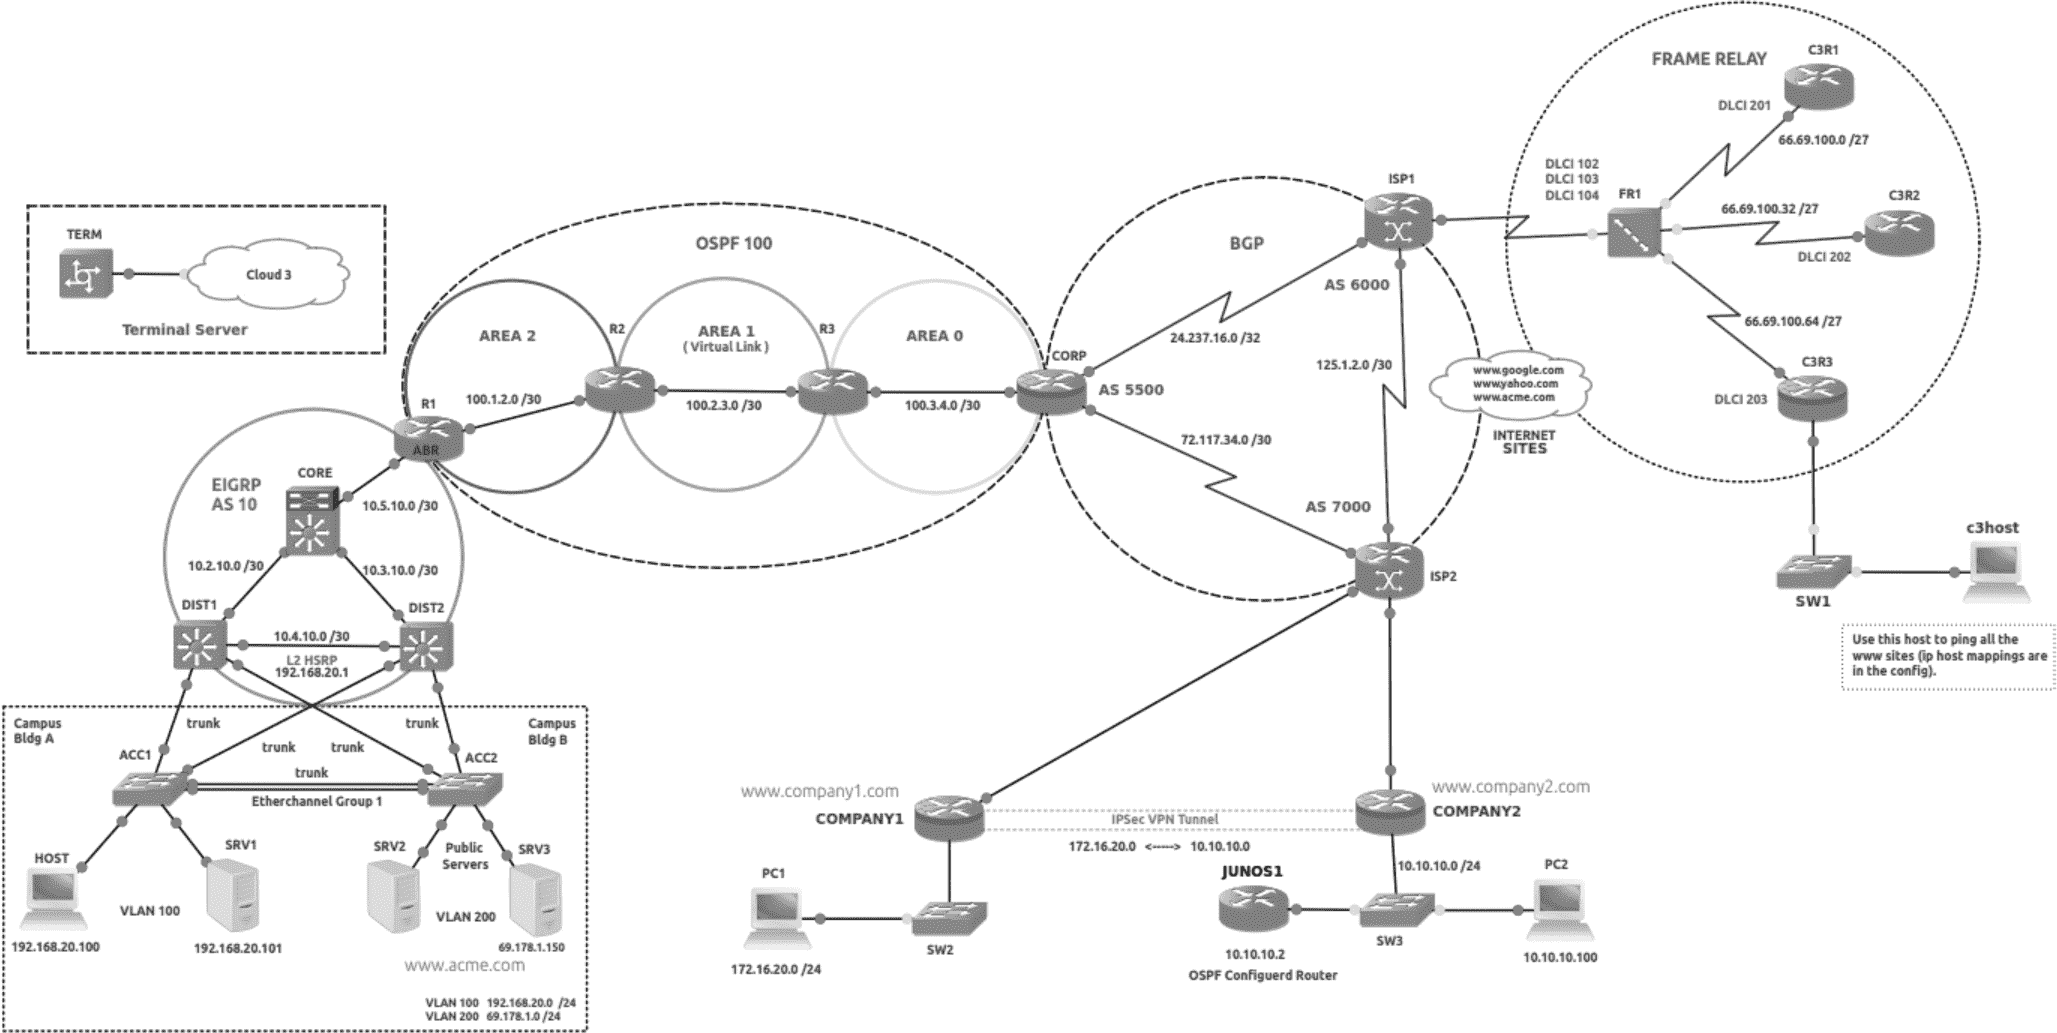 FRAME RELAY
C3R1
DLCI 201
66.69.100.0 /27
DLCI 102
DLCI 103
DLCI 104
FR1
C3R2
66.69.100.32 /27
DLCI 202
66.69.100.64 /27
C3R3
DLCI 203
ISP1
BGP
AS 6000
24.237.16.0 /32
125.1.2.0 /30
www.google.com
www.yahoo.com
www.acme.com
INTERNET
SITES
TERM
Cloud 3
Terminal Server
OSPF 100
AREA 2
R2
AREA 1
( Virtual Link )
R3
AREA 0
CORP
AS 5500
R1
ABR
100.1.2.0 /30
100.2.3.0 /30
100.3.4.0 /30
72.117.34.0 /30
AS 7000
ISP2
EIGRP
AS 10
CORE
10.5.10.0 /30
10.2.10.0 /30
10.3.10.0 /30
DIST1
DIST2
10.4.10.0 /30
L2 HSRP
192.168.20.1
c3host
SW1
Use this host to ping all the
www sites (ip host mappings are
in the config).
Campus
Bldg A
trunk
trunk
Campus
Bldg B
trunk
trunk
ACC1
ACC2
trunk
Etherchannel Group 1
HOST
SRV1
SRV2
Public
Servers
SRV3
VLAN 100
VLAN 200
192.168.20.100
192.168.20.101
69.178.1.150
www.acme.com
VLAN 100 192.168.20.0 /24
VLAN 200 69.178.1.0 /24
www.company1.com
COMPANY1
IPSec VPN Tunnel
172.16.20.0 <-----> 10.10.10.0
www.company2.com
COMPANY2
10.10.10.0 /24
PC1
SW2
172.16.20.0 /24
JUNOS1
10.10.10.2
OSPF Configuerd Router
SW3
PC2
10.10.10.100